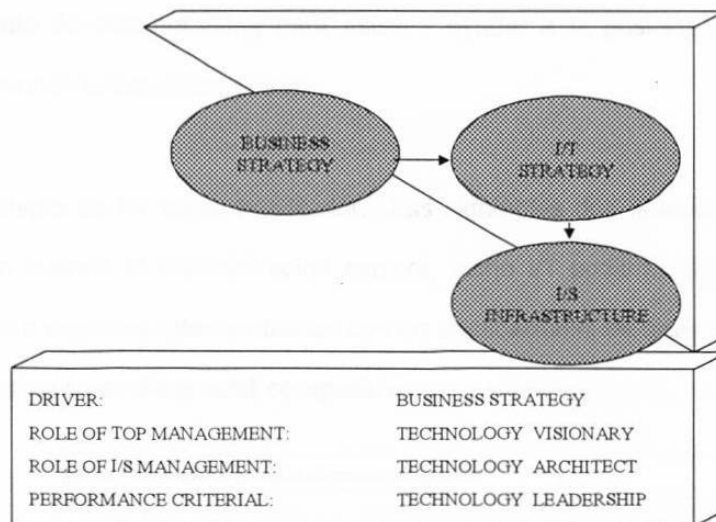 BUSINESS
STRATEGY
I/T
STRATEGY
I/S
INFRASTRUCTURE
DRIVER: BUSINESS STRATEGY
ROLE OF TOP MANAGEMENT: TECHNOLOGY VISIONARY
ROLE OF I/S MANAGEMENT: TECHNOLOGY ARCHITECT
PERFORMANCE CRITERIAL: TECHNOLOGY LEADERSHIP